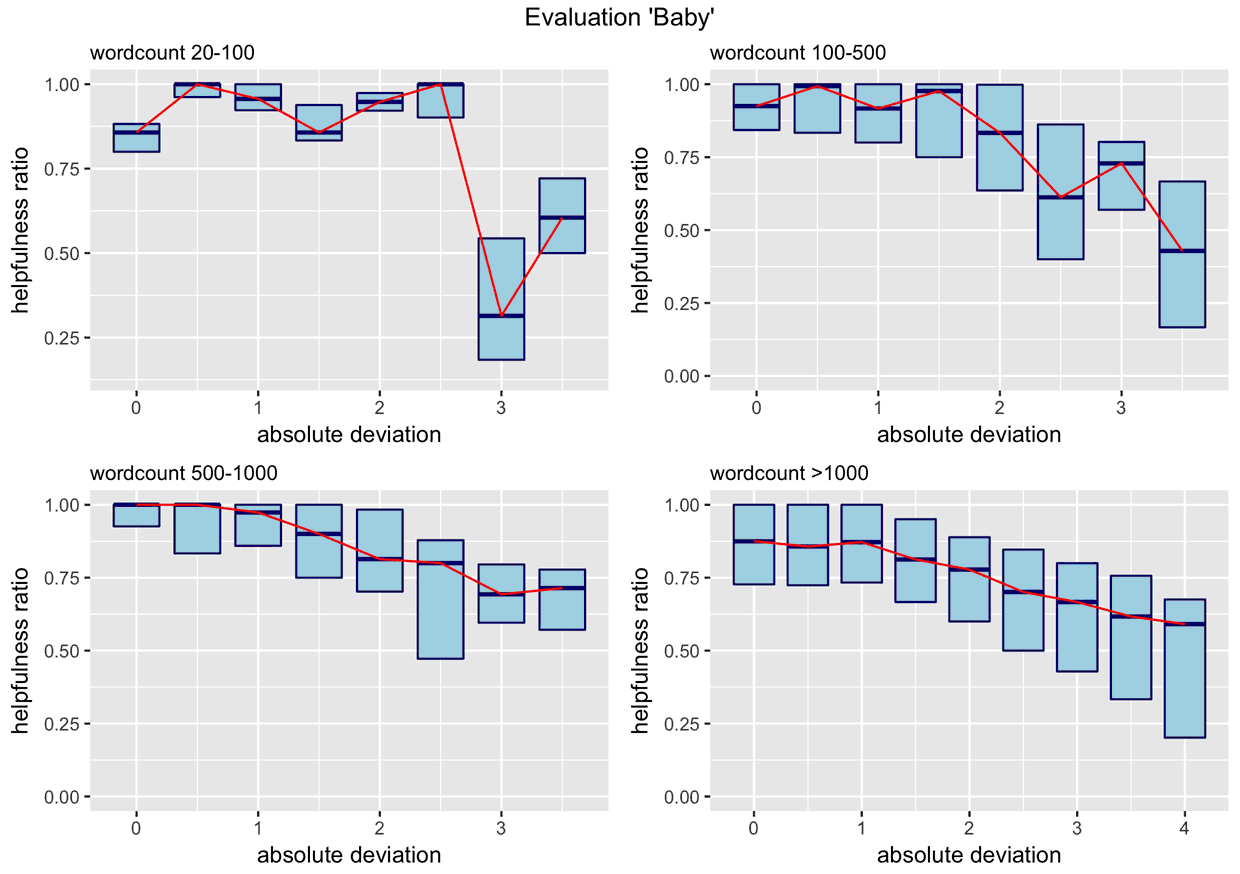 Evaluation 'Baby'
wordcount 20-100
1.00
0.75
0.50
0.25
helpfulness ratio
0
1
2
3
absolute deviation
wordcount 100-500
1.00
0.75
0.50
0.25
0.00
helpfulness ratio
0
1
2
3
absolute deviation
wordcount 500-1000
1.00
0.75
0.50
0.25
0.00
helpfulness ratio
0
1
2
3
absolute deviation
wordcount >1000
1.00
0.75
0.50
0.25
0.00
helpfulness ratio
0
1
2
3
4
absolute deviation